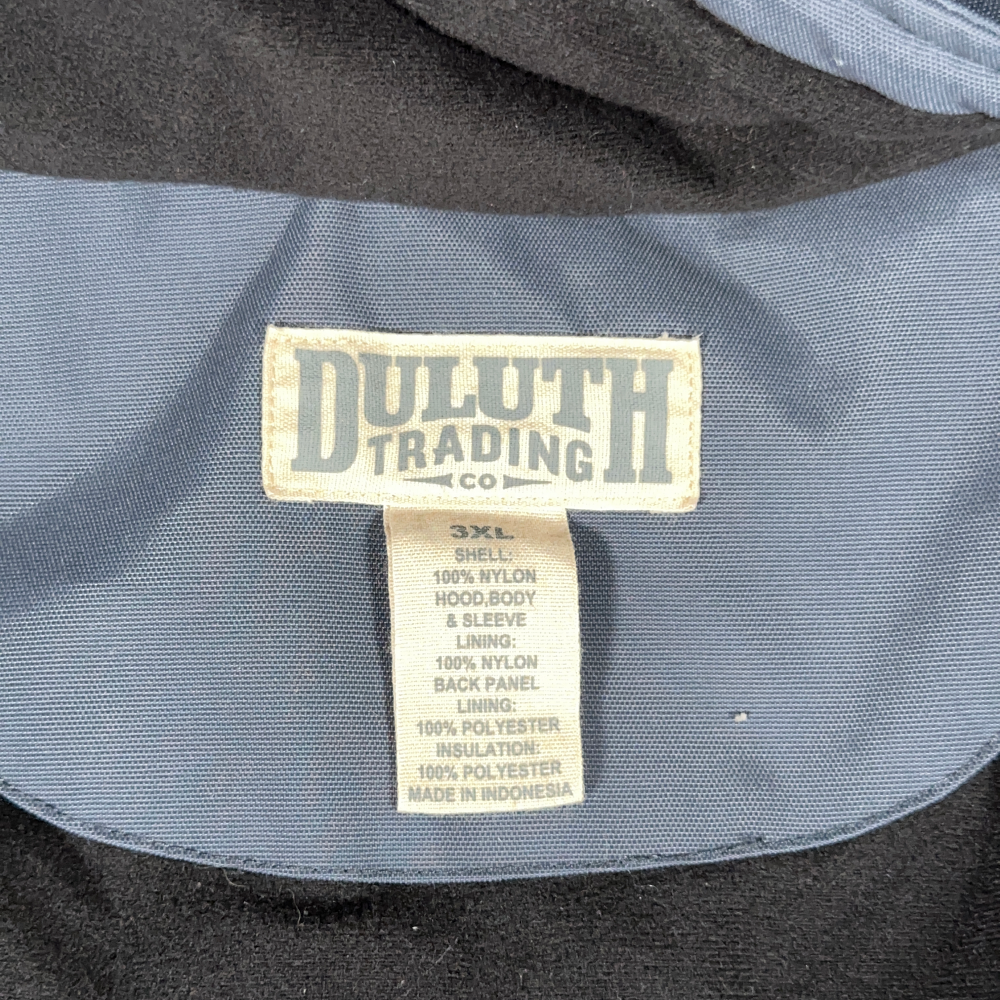 DULUTH
TRADING
CO
3XL
SHELL:
100% NYLON
HOOD,BODY
& SLEEVE
LINING:
100% NYLON
BACK PANEL
LINING:
100% POLYESTER
INSULATION:
100% POLYESTER
MADE IN INDONESIA